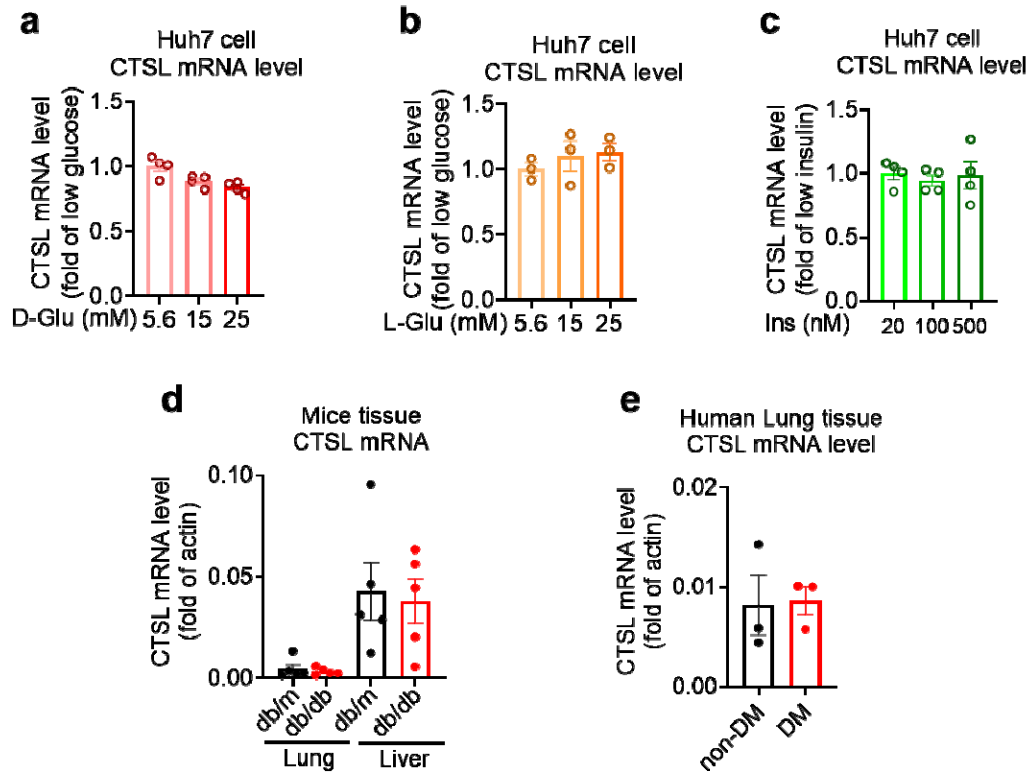 a
Huh7 cell
CTSL mRNA level
CTSL mRNA level
(fold of low glucose)
1.5
1.0
0.5
0.0
D-Glu (mM) 5.6 15 25
b
Huh7 cell
CTSL mRNA level
CTSL mRNA level
(fold of low glucose)
1.5
1.0
0.5
0.0
L-Glu (mM) 5.6 15 25
c
Huh7 cell
CTSL mRNA level
CTSL mRNA level
(fold of low insulin)
1.5
1.0
0.5
0.0
Ins (nM) 20 100 500
d
Mice tissue
CTSL mRNA
CTSL mRNA level
(fold of actin)
0.10
0.05
0.00
db/m db/db db/m db/db
Lung Liver
e
Human Lung tissue
CTSL mRNA level
CTSL mRNA level
(fold of actin)
0.02
0.01
0.00
non-DM DM